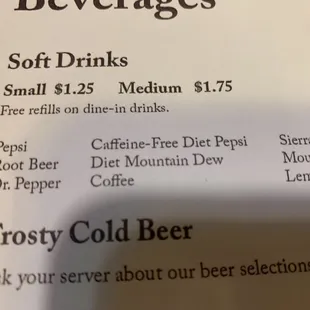 Beverages
Soft Drinks
Small $1.25 Medium $1.75
Free refills on dine-in drinks.
Pepsi Caffeine-Free Diet Pepsi Sierra
Root Beer Diet Mountain Dew Mou
Dr. Pepper Coffee Lem
Frosty Cold Beer
sk your server about our beer selections